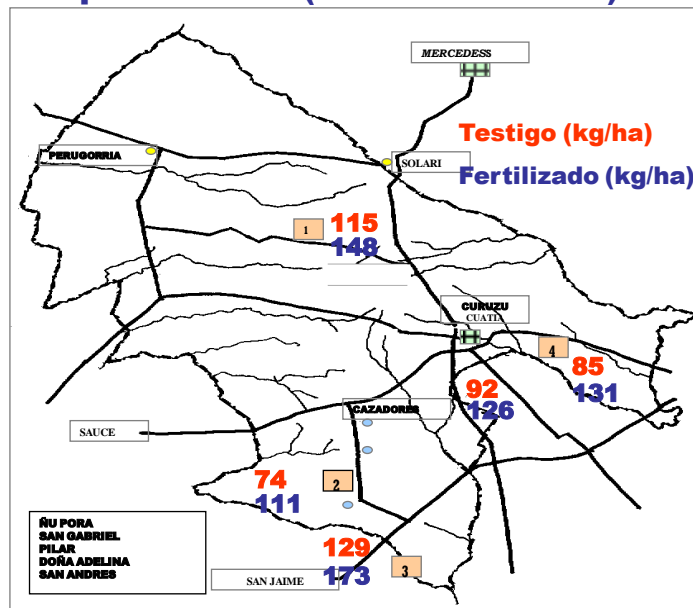 MERCEDESS
Testigo (kg/ha)
PERUGORRIA
SOLARI
Fertilizado (kg/ha)
1
115
148
CURUZU
CUATIA
4
85
131
92
126
CAZADORES
SAUCE
74
111
2
ÑU PORA
SAN GABRIEL
PILAR
DOÑA ADELINA
SAN ANDRES
129
173
3
SAN JAIME